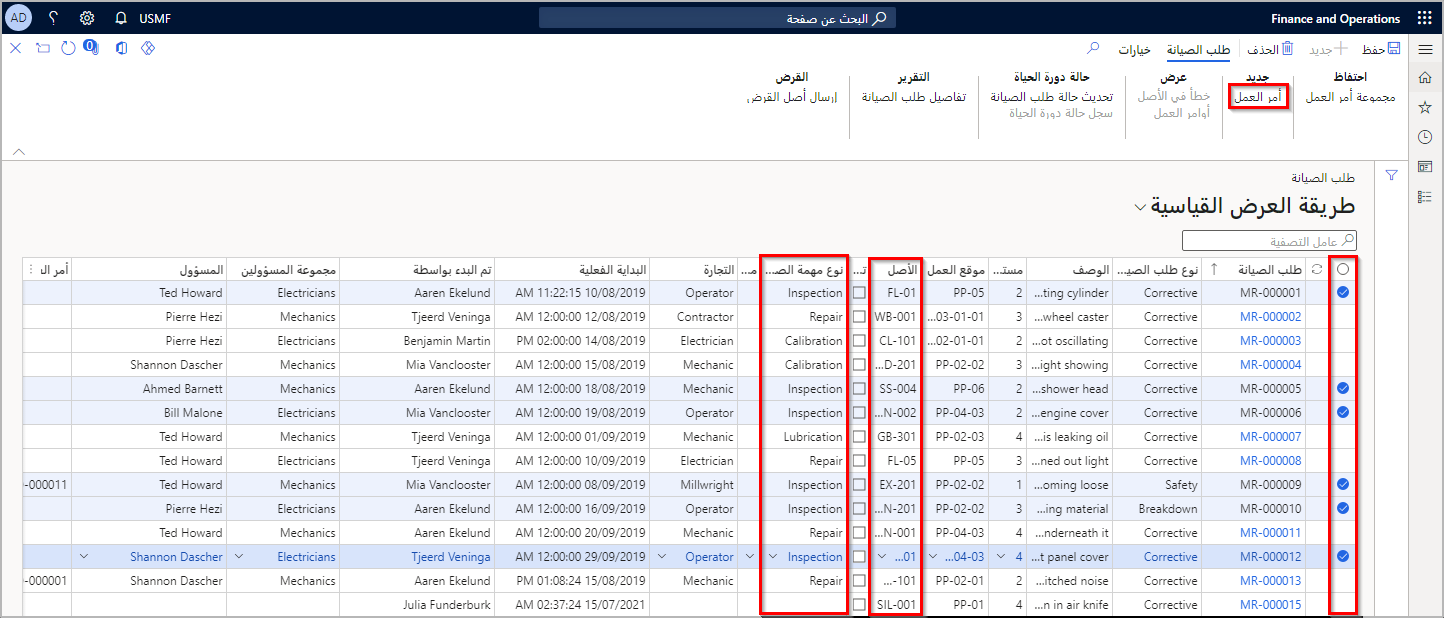 Finance and Operations
البحث عن صفحة
USMF
AD
حفظ
جديد
الحذف
طلب الصيانة
خيارات
0
احتفاظ
مجموعة أمر العمل
جديد
أمر العمل
عرض
خطأ في الأصل
أوامر العمل
حالة دورة الحياة
تحديث حالة طلب الصيانة
سجل حالة دورة الحياة
التقرير
تفاصيل طلب الصيانة
القرض
إرسال أصل القرض
طلب الصيانة
طريقة العرض القياسية
عامل التصفية
طلب الصيانة نوع طلب الصي... الوصف مست... موقع العمل الأصل ت... نوع مهمة الص... م... التجارة البداية الفعلية تم البدء بواسطة مجموعة المسؤولين المسؤول أمر ال
MR-000001 Corrective ...ting cylinder 2 PP-05 FL-01 Inspection Operator 10/08/2019 11:22:15 AM Aaren Ekelund Electricians Ted Howard
MR-000002 Corrective ...wheel caster 3 ...03-01-01 WB-001 Repair Contractor 12/08/2019 12:00:00 AM Tjeerd Veninga Mechanics Pierre Hezi
MR-000003 Corrective ...ot oscillating 2 ...02-01-01 CL-101 Calibration Electrician 14/08/2019 02:00:00 PM Benjamin Martin Mechanics Pierre Hezi
MR-000004 Corrective ...ight showing 3 PP-02-02 ...D-201 Calibration Mechanic 15/08/2019 12:00:00 AM Mia Vanclooster Mechanics Shannon Dascher
MR-000005 Corrective ...shower head 2 PP-06 SS-004 Inspection Mechanic 18/08/2019 12:00:00 AM Aaren Ekelund Electricians Ahmed Barnett
MR-000006 Corrective ...engine cover 2 PP-04-03 ...N-002 Inspection Operator 19/08/2019 12:00:00 AM Mia Vanclooster Electricians Bill Malone
MR-000007 Corrective ...is leaking oil 4 PP-02-03 GB-301 Lubrication Mechanic 01/09/2019 12:00:00 AM Tjeerd Veninga Mechanics Ted Howard
MR-000008 Corrective ...ned out light 3 PP-05 FL-05 Repair Electrician 10/09/2019 12:00:00 AM Tjeerd Veninga Mechanics Ted Howard
MR-000009 Safety ...oming loose 1 PP-02-02 EX-201 Inspection Millwright 08/09/2019 12:00:00 AM Mia Vanclooster Mechanics Ted Howard -000011
MR-000010 Breakdown ...ing material 3 PP-02-02 ...N-201 Inspection Operator 16/09/2019 12:00:00 AM Aaren Ekelund Electricians Pierre Hezi
MR-000011 Corrective ...nderneath it 4 PP-04-03 ...N-001 Repair Mechanic 22/09/2019 12:00:00 AM Aaren Ekelund Mechanics Shannon Dascher
MR-000012 Corrective ...t panel cover 4 ...04-03 ...01 Inspection Operator 29/09/2019 12:00:00 AM Tjeerd Veninga Electricians Shannon Dascher
MR-000013 Corrective ...itched noise 2 PP-02-01 ...-101 Repair Mechanic 15/08/2019 01:08:24 PM Aaren Ekelund Mechanics Shannon Dascher -000001
MR-000015 Corrective ...n in air knife 4 PP-01 SIL-001 15/07/2021 02:37:24 AM Julia Funderburk